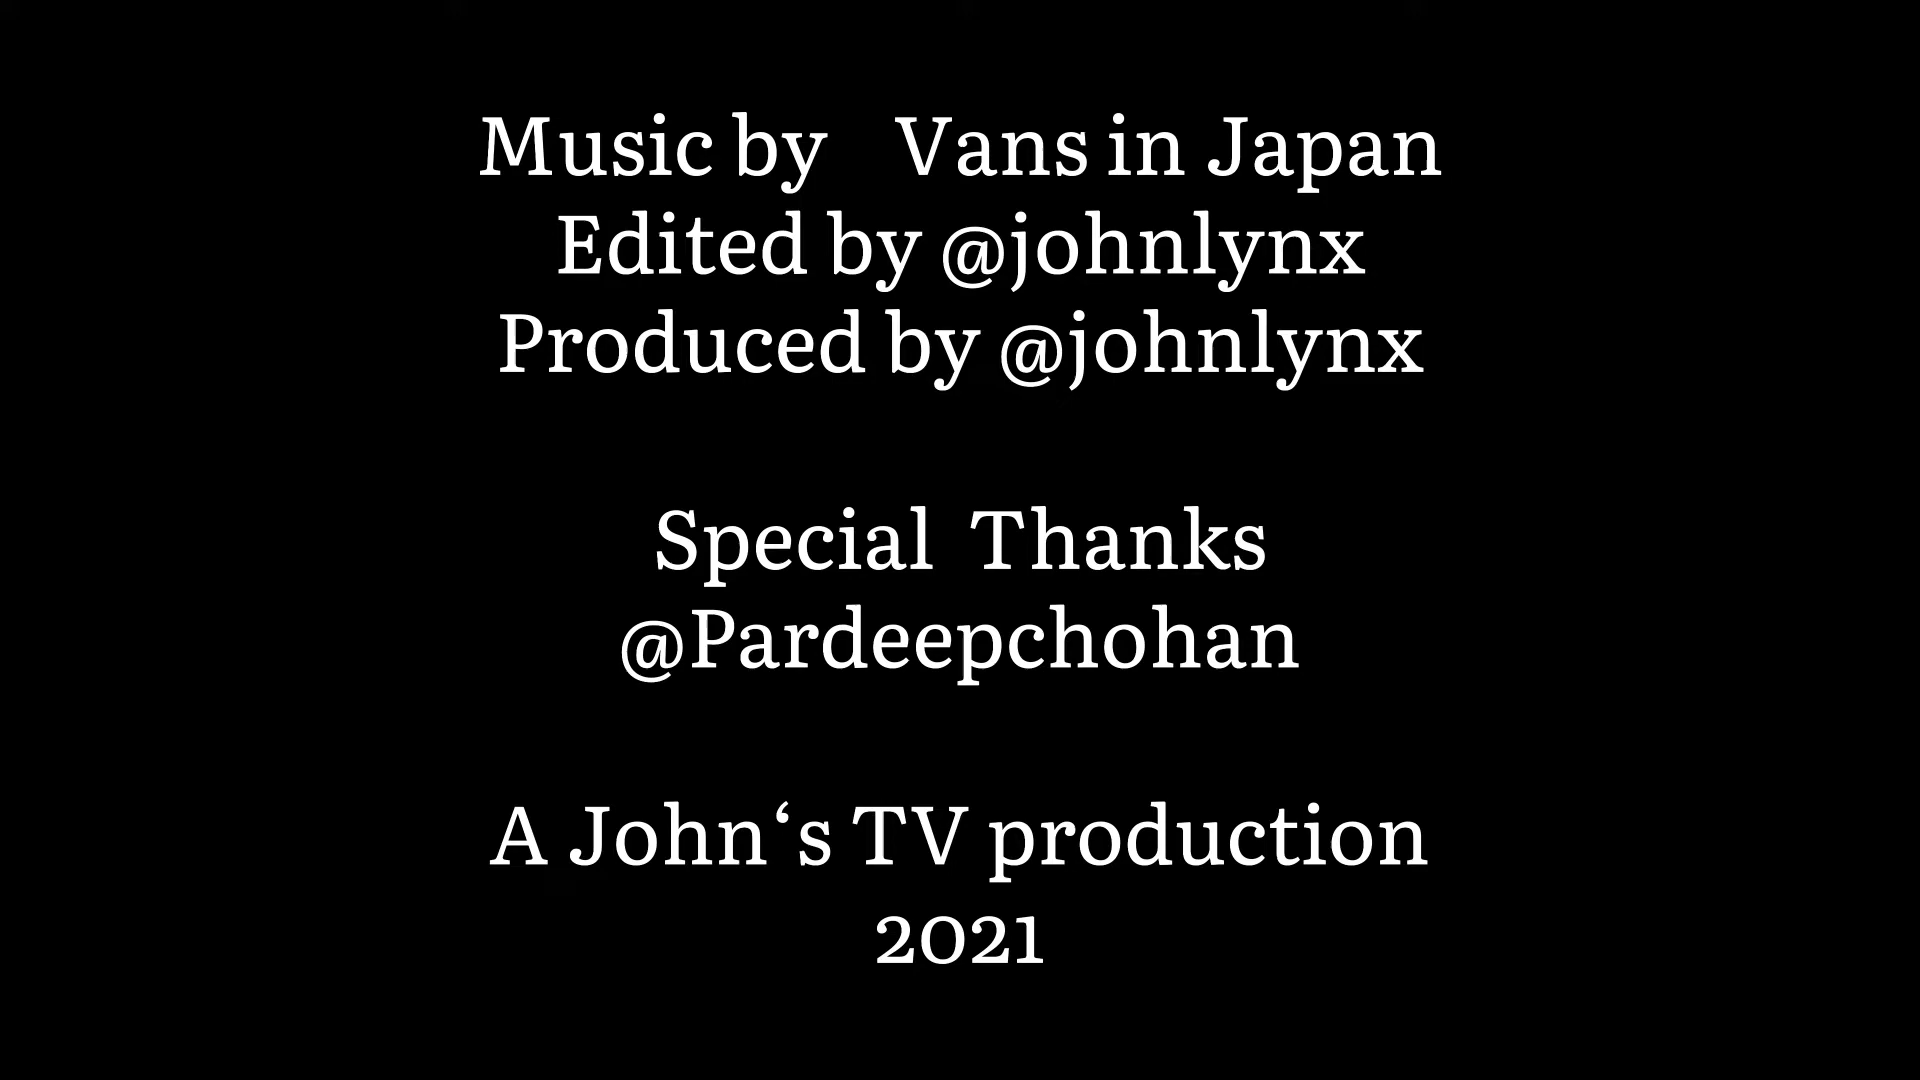 Music by    Vans in Japan
Edited by @johnlynx
Produced by @johnlynx
Special  Thanks
@Pardeepchohan
A John‘s TV production
2021